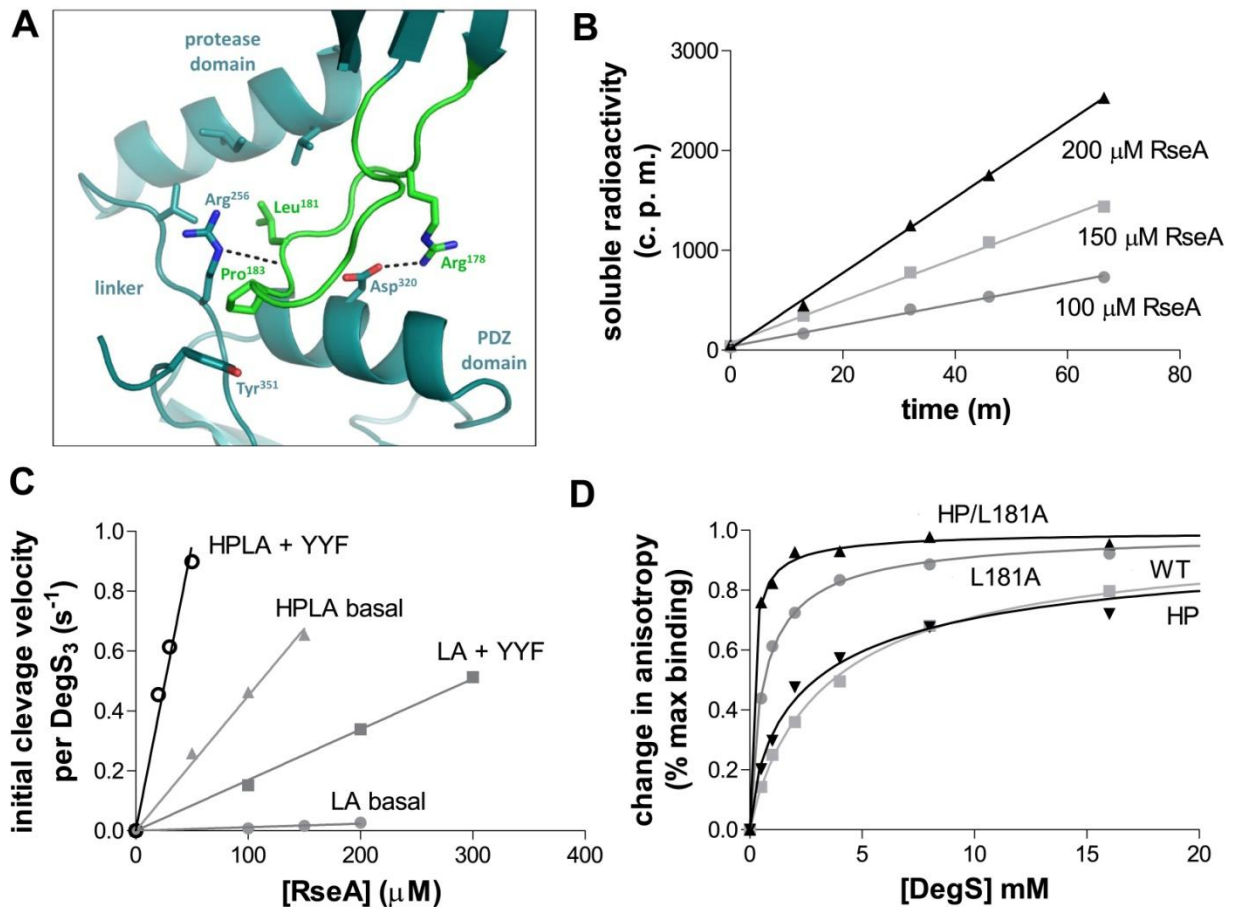 A
protease
domain
Arg256
Leu181
Pro183
Arg178
Asp320
linker
PDZ
domain
Tyr351
B
soluble radioactivity
(c. p. m.)
3000
2000
1000
0
0 20 40 60 80
time (m)
200 μM RseA
150 μM RseA
100 μM RseA
C
initial clevage velocity
per DegS3 (s-1)
1.0
0.8
0.6
0.4
0.2
0.0
0 100 200 300 400
[RseA] (μM)
HPLA + YYF
HPLA basal
LA + YYF
LA basal
D
change in anisotropy
(% max binding)
1.0
0.8
0.6
0.4
0.2
0.0
0 5 10 15 20
[DegS] mM
HP/L181A
L181A
WT
HP